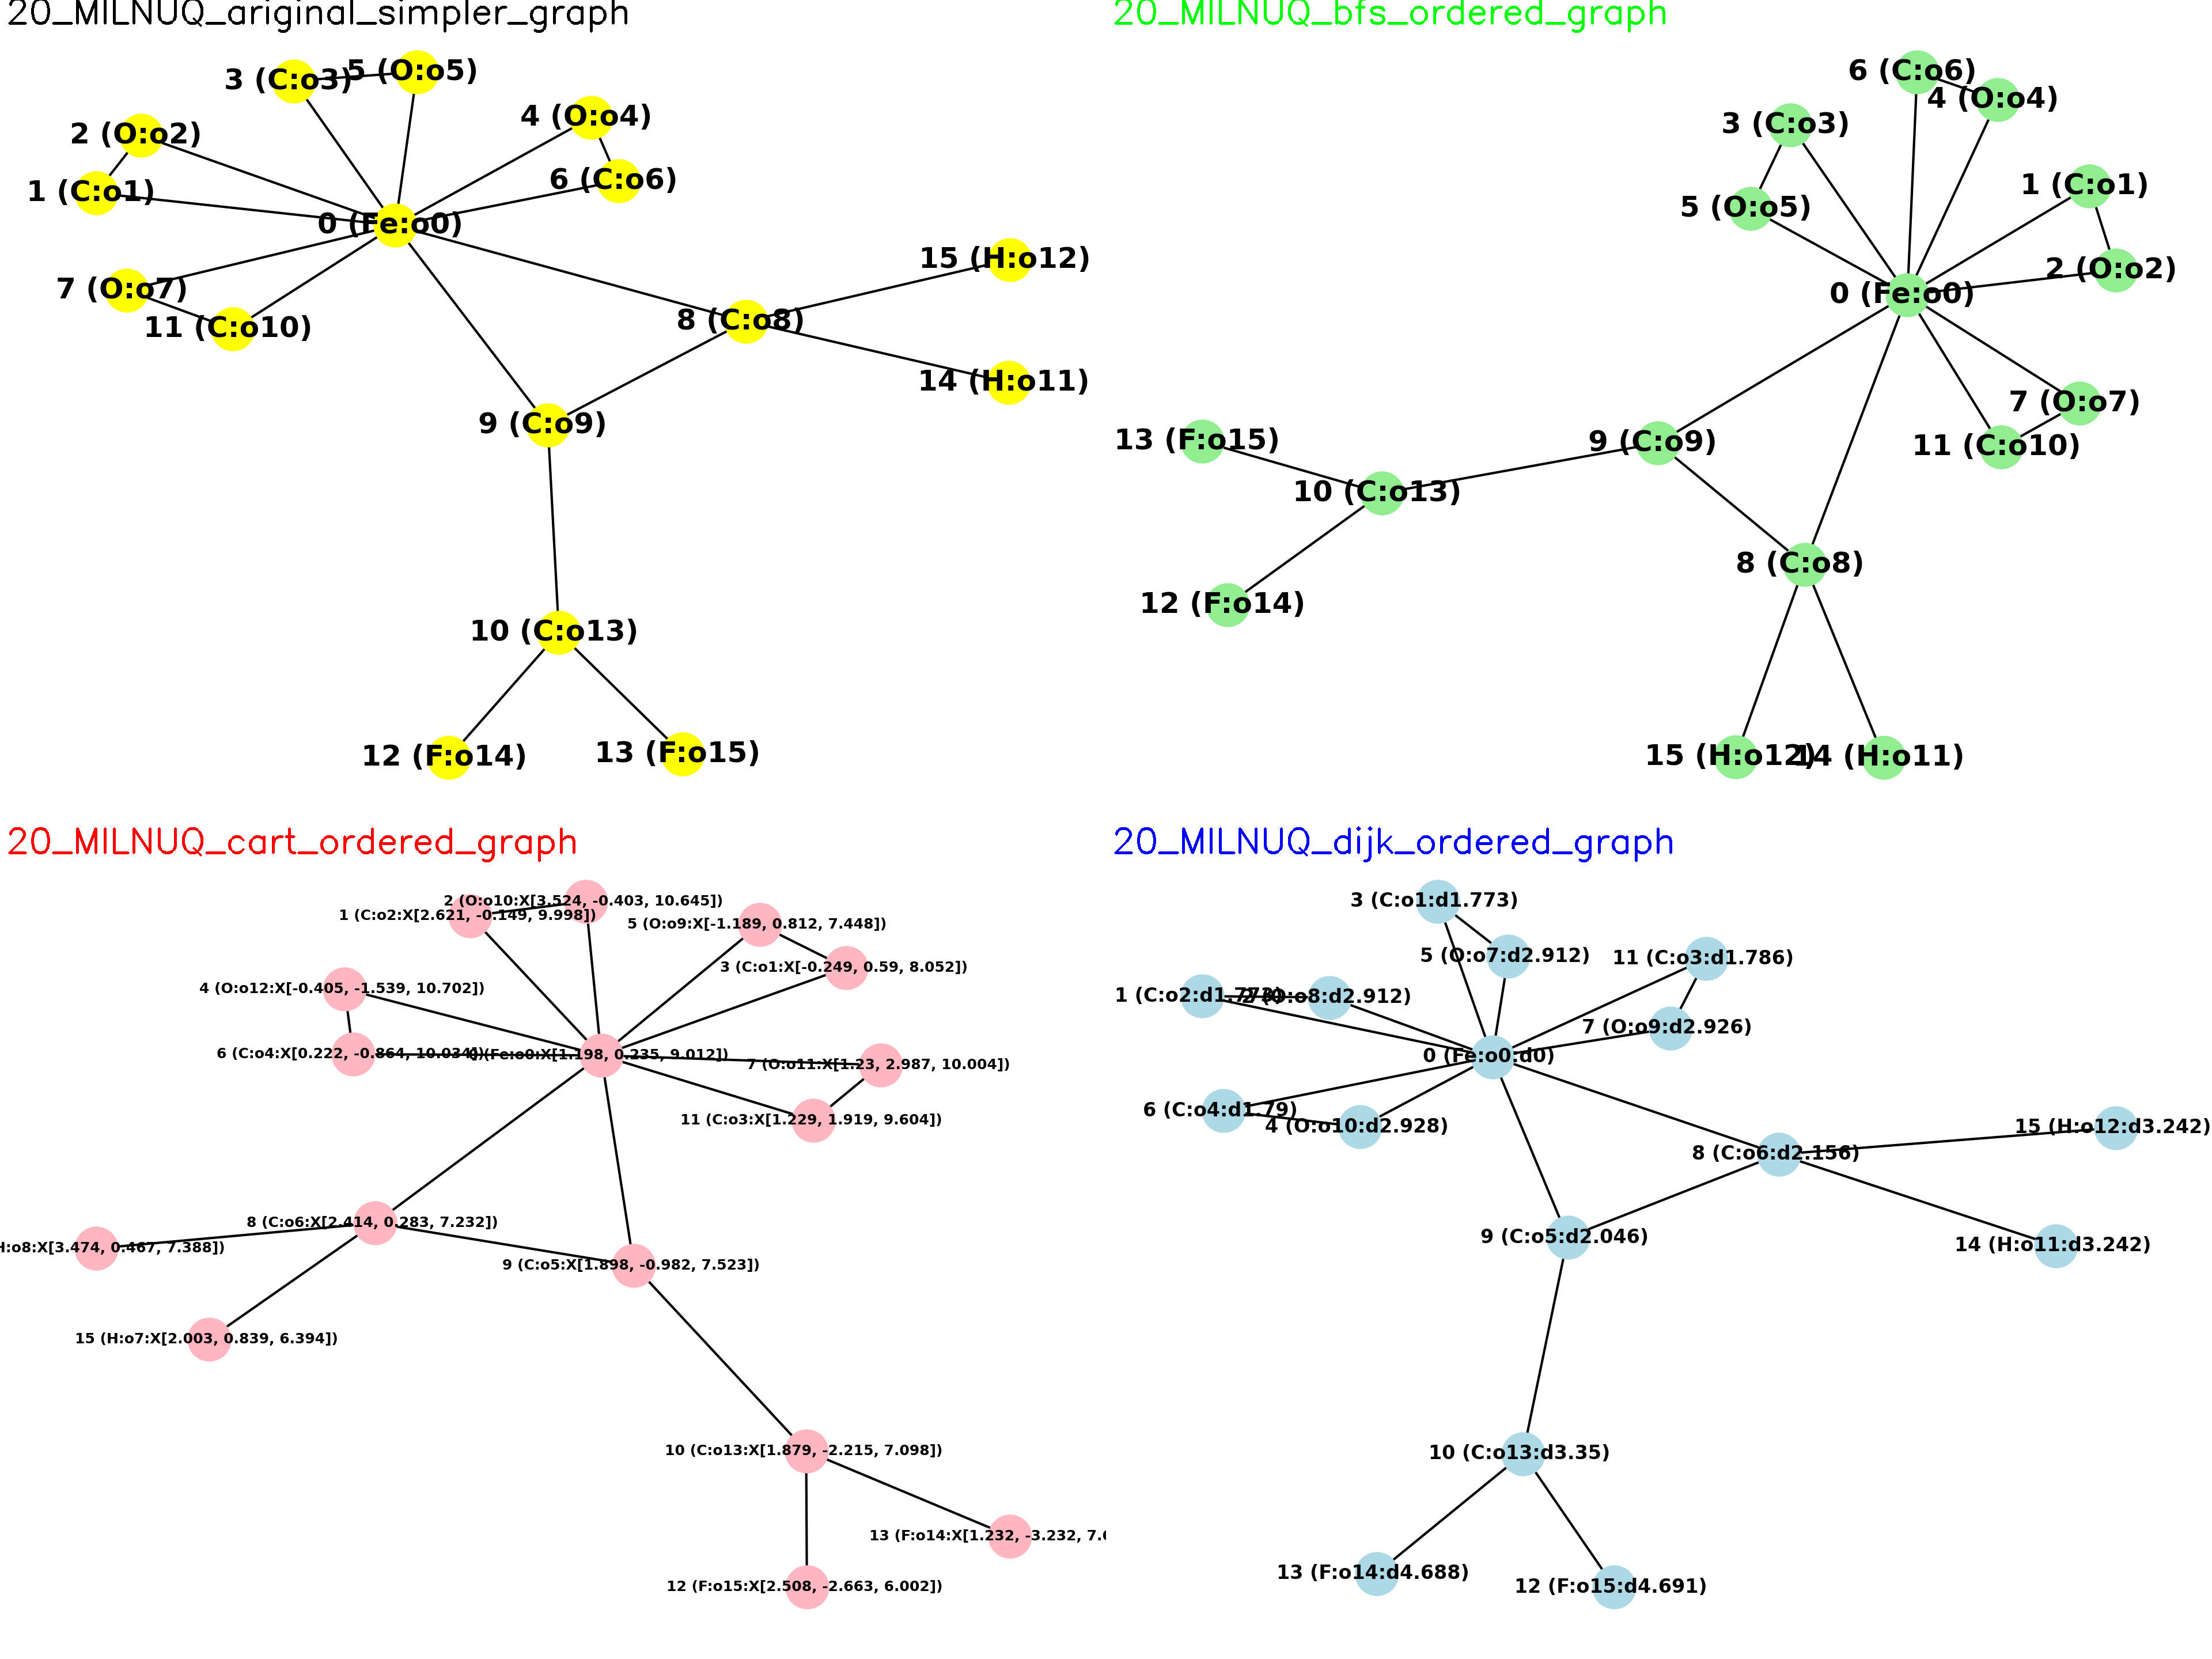 20_MILNUQ_ariginal_simpler_graph
3 (C:o3)
5 (O:o5)
4 (O:o4)
2 (O:o2)
6 (C:o6)
1 (C:o1)
0 (Fe:o0)
15 (H:o12)
7 (O:o7)
11 (C:o10)
8 (C:o8)
14 (H:o11)
9 (C:o9)
10 (C:o13)
12 (F:o14)
13 (F:o15)
20_MILNUQ_bfs_ordered_graph
6 (C:o6)
4 (O:o4)
3 (C:o3)
1 (C:o1)
5 (O:o5)
2 (O:o2)
0 (Fe:o0)
7 (O:o7)
13 (F:o15)
9 (C:o9)
11 (C:o10)
10 (C:o13)
8 (C:o8)
12 (F:o14)
15 (H:o12)
14 (H:o11)
20_MILNUQ_cart_ordered_graph
2 (O:o10:X[3.524, -0.403, 10.645])
1 (C:o2:X[2.621, -0.149, 9.998])
5 (O:o9:X[-1.189, 0.812, 7.448])
3 (C:o1:X[-0.249, 0.59, 8.052])
4 (O:o12:X[-0.405, -1.539, 10.702])
6 (C:o4:X[0.222, -0.864, 10.034])
0 (Fe:o0:X[1.198, 0.235, 9.012])
7 (O:o11:X[1.23, 2.987, 10.004])
11 (C:o3:X[1.229, 1.919, 9.604])
8 (C:o6:X[2.414, 0.283, 7.232])
H:o8:X[3.474, 0.467, 7.388])
9 (C:o5:X[1.898, -0.982, 7.523])
15 (H:o7:X[2.003, 0.839, 6.394])
10 (C:o13:X[1.879, -2.215, 7.098])
13 (F:o14:X[1.232, -3.232, 7.
12 (F:o15:X[2.508, -2.663, 6.002])
20_MILNUQ_dijk_ordered_graph
3 (C:o1:d1.773)
5 (O:o7:d2.912)
11 (C:o3:d1.786)
1 (C:o2:d1.773)
2 (O:o8:d2.912)
7 (O:o9:d2.926)
0 (Fe:o0:d0)
6 (C:o4:d1.79)
4 (O:o10:d2.928)
15 (H:o12:d3.242)
8 (C:o6:d2.156)
9 (C:o5:d2.046)
14 (H:o11:d3.242)
10 (C:o13:d3.35)
13 (F:o14:d4.688)
12 (F:o15:d4.691)